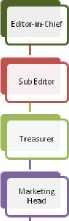 Editor-in-Chief
Sub Editor
Treasurer
Marketing
Head